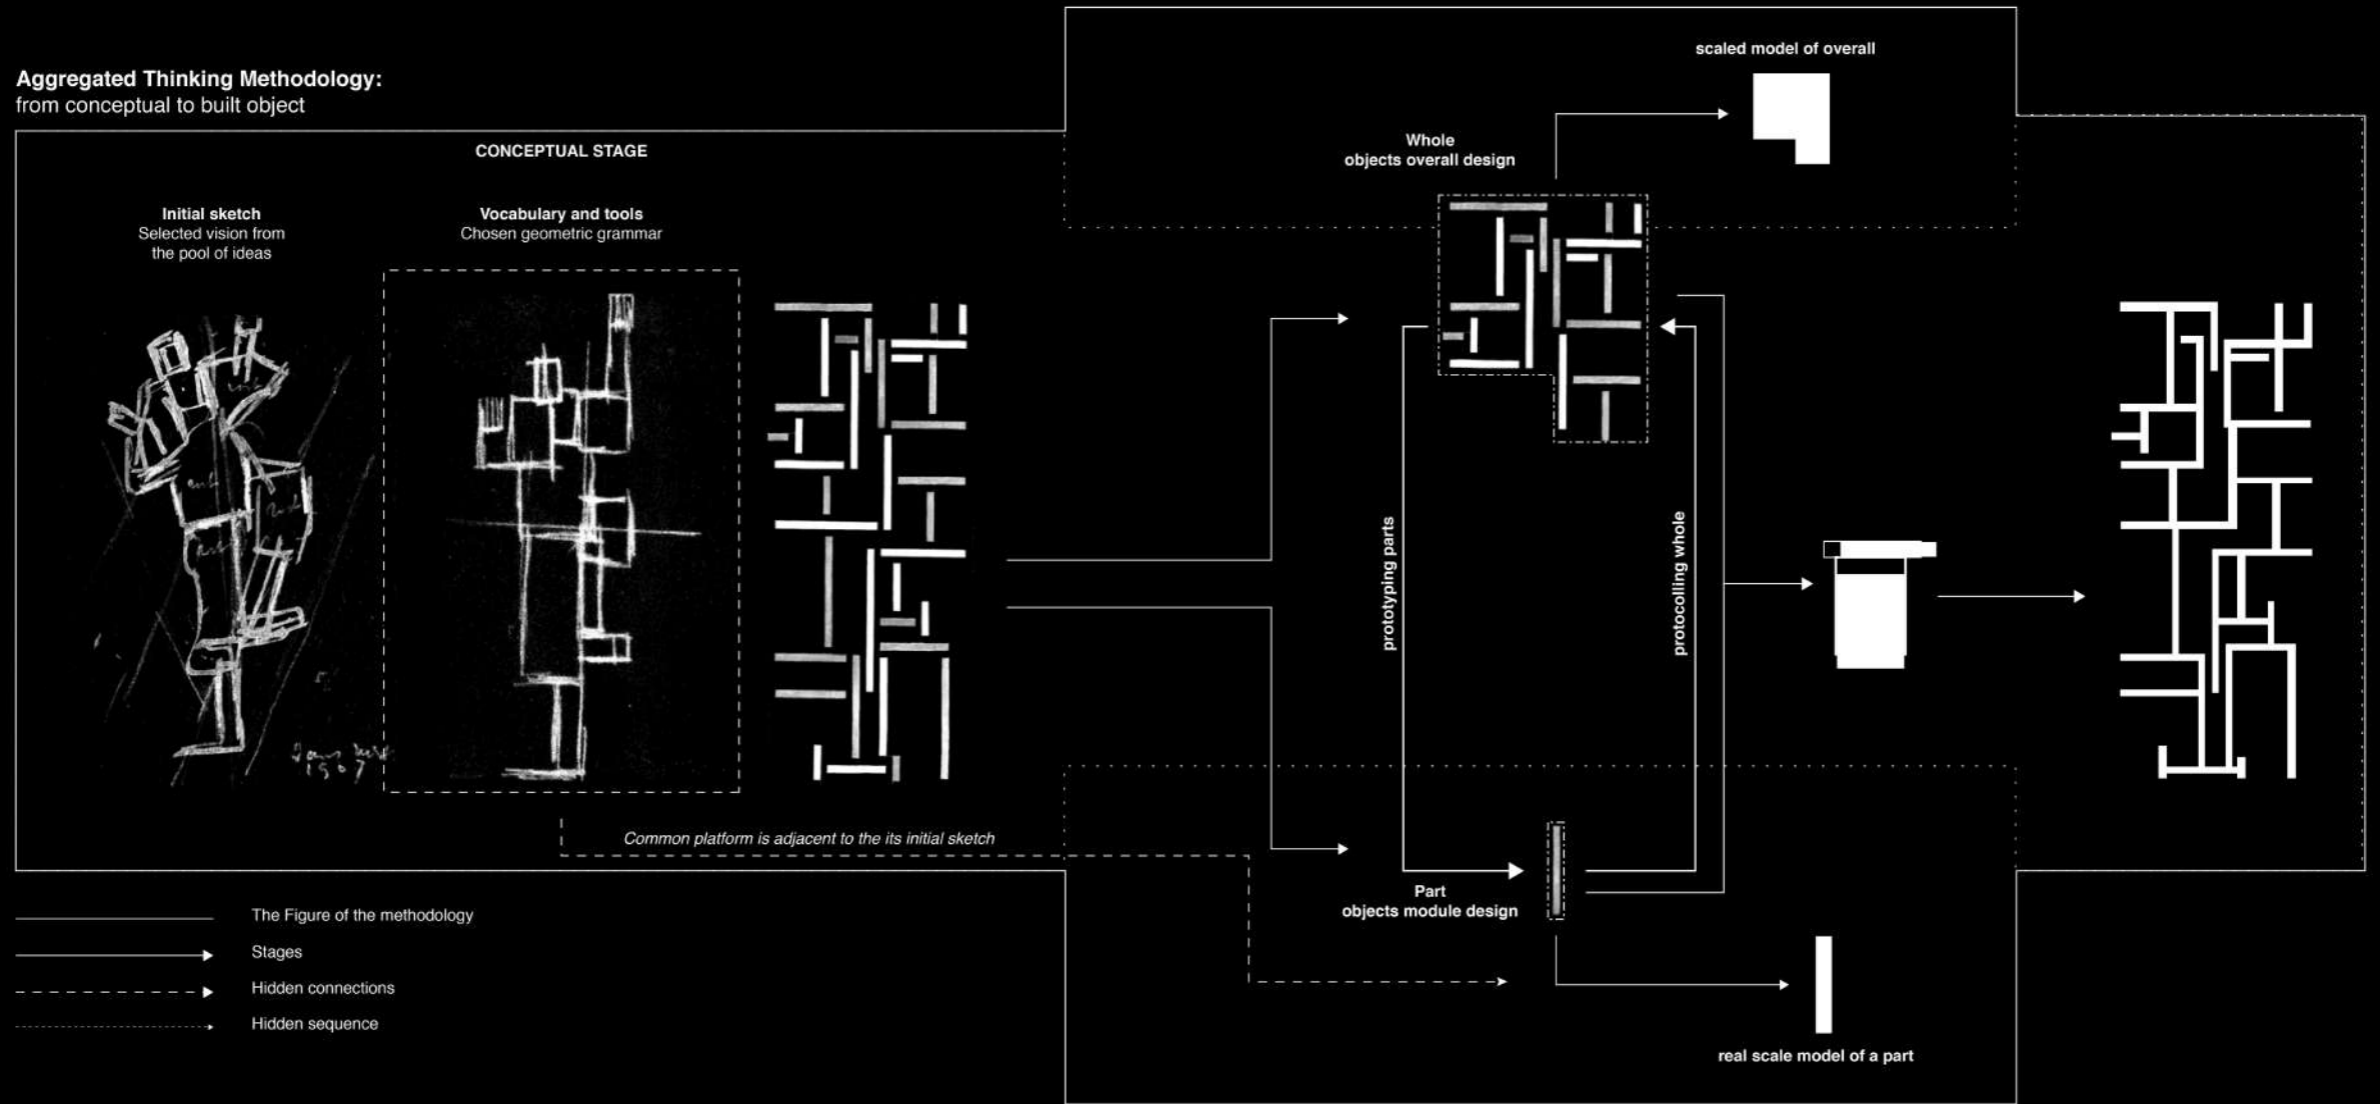 Aggregated Thinking Methodology:
from conceptual to built object
CONCEPTUAL STAGE
Initial sketch
Selected vision from
the pool of ideas
Vocabulary and tools
Chosen geometric grammar
1967
Common platform is adjacent to the its initial sketch
The Figure of the methodology
Stages
Hidden connections
Hidden sequence
scaled model of overall
Whole
objects overall design
prototyping parts
protocolling whole
Part
objects module design
real scale model of a part